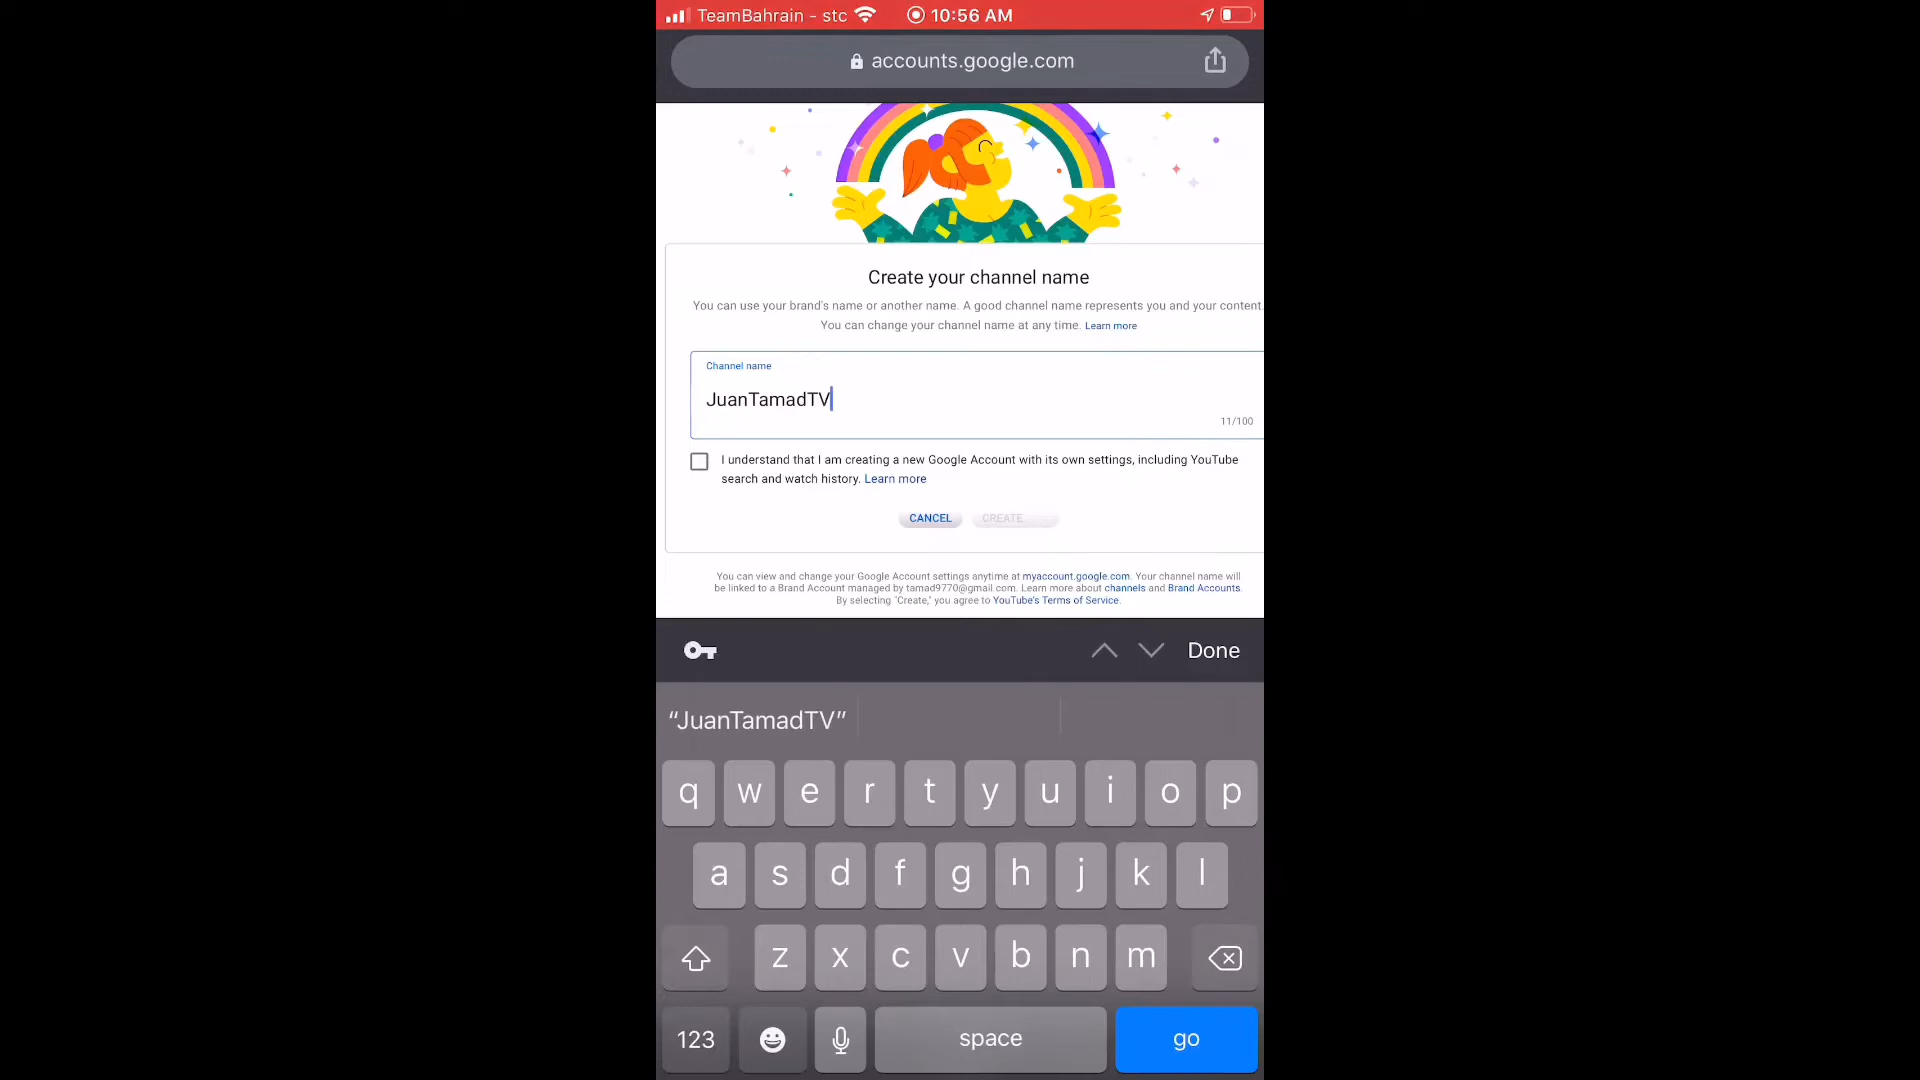 TeamBahrain - stc 10:56 AM
accounts.google.com
Create your channel name
You can use your brand's name or another name. A good channel name represents you and your content.
You can change your channel name at any time. Learn more
Channel name
JuanTamadTV
11/100
I understand that I am creating a new Google Account with its own settings, including YouTube
search and watch history. Learn more
CANCEL CREATE
You can view and change your Google Account settings anytime at myaccount.google.com. Your channel name will
be linked to a Brand Account managed by tamad9770@gmail.com. Learn more about channels and Brand Accounts.
By selecting "Create," you agree to YouTube's Terms of Service.
Done
“JuanTamadTV”
q w e r t y u i o p
a s d f g h j k l
z x c v b n m
123 space go